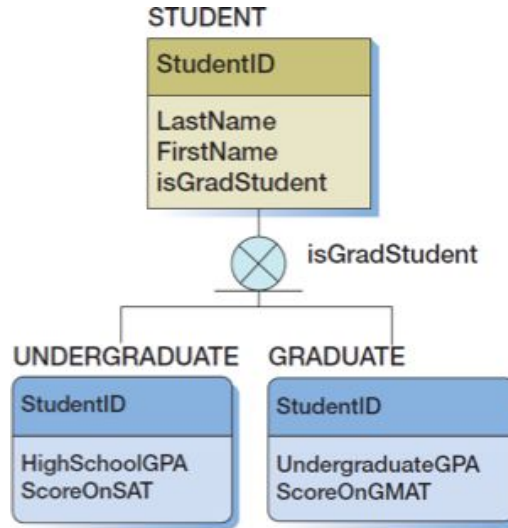 STUDENT
StudentID
LastName
FirstName
isGradStudent
isGradStudent
UNDERGRADUATE
StudentID
HighSchoolGPA
ScoreOnSAT
GRADUATE
StudentID
UndergraduateGPA
ScoreOnGMAT